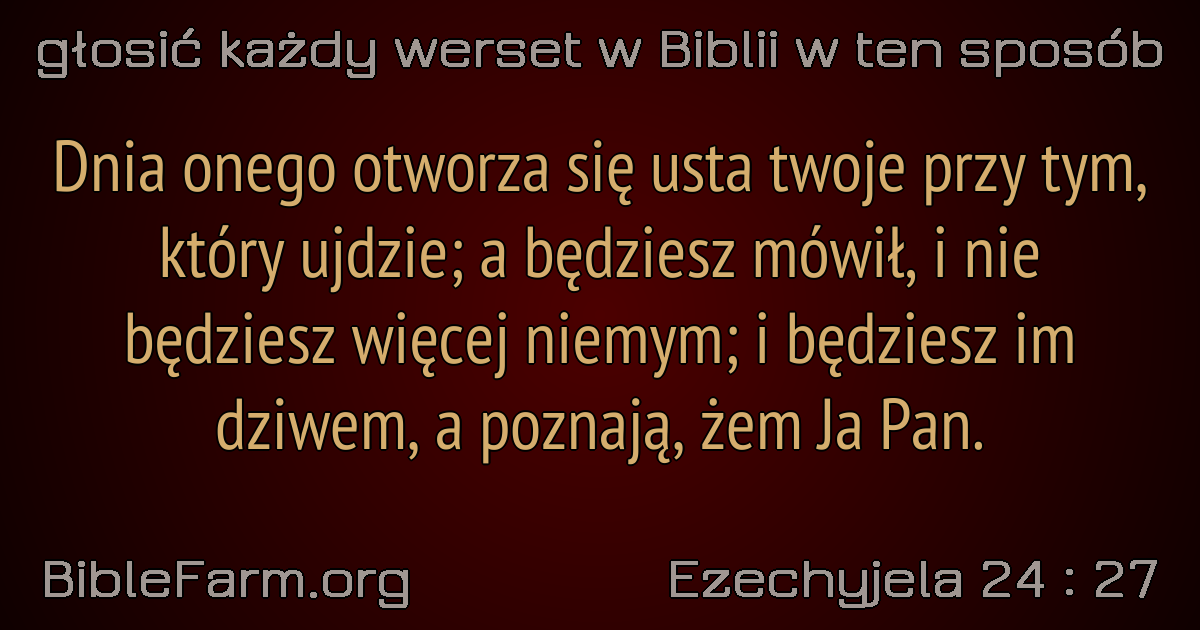 głosić każdy werset w Biblii w ten sposób
Dnia onego otworza się usta twoje przy tym,
który ujdzie; a będziesz mówił, i nie
będziesz więcej niemym; i będziesz im
dziwem, a poznają, żem Ja Pan.
BibleFarm.org
Ezechyjela 24 : 27